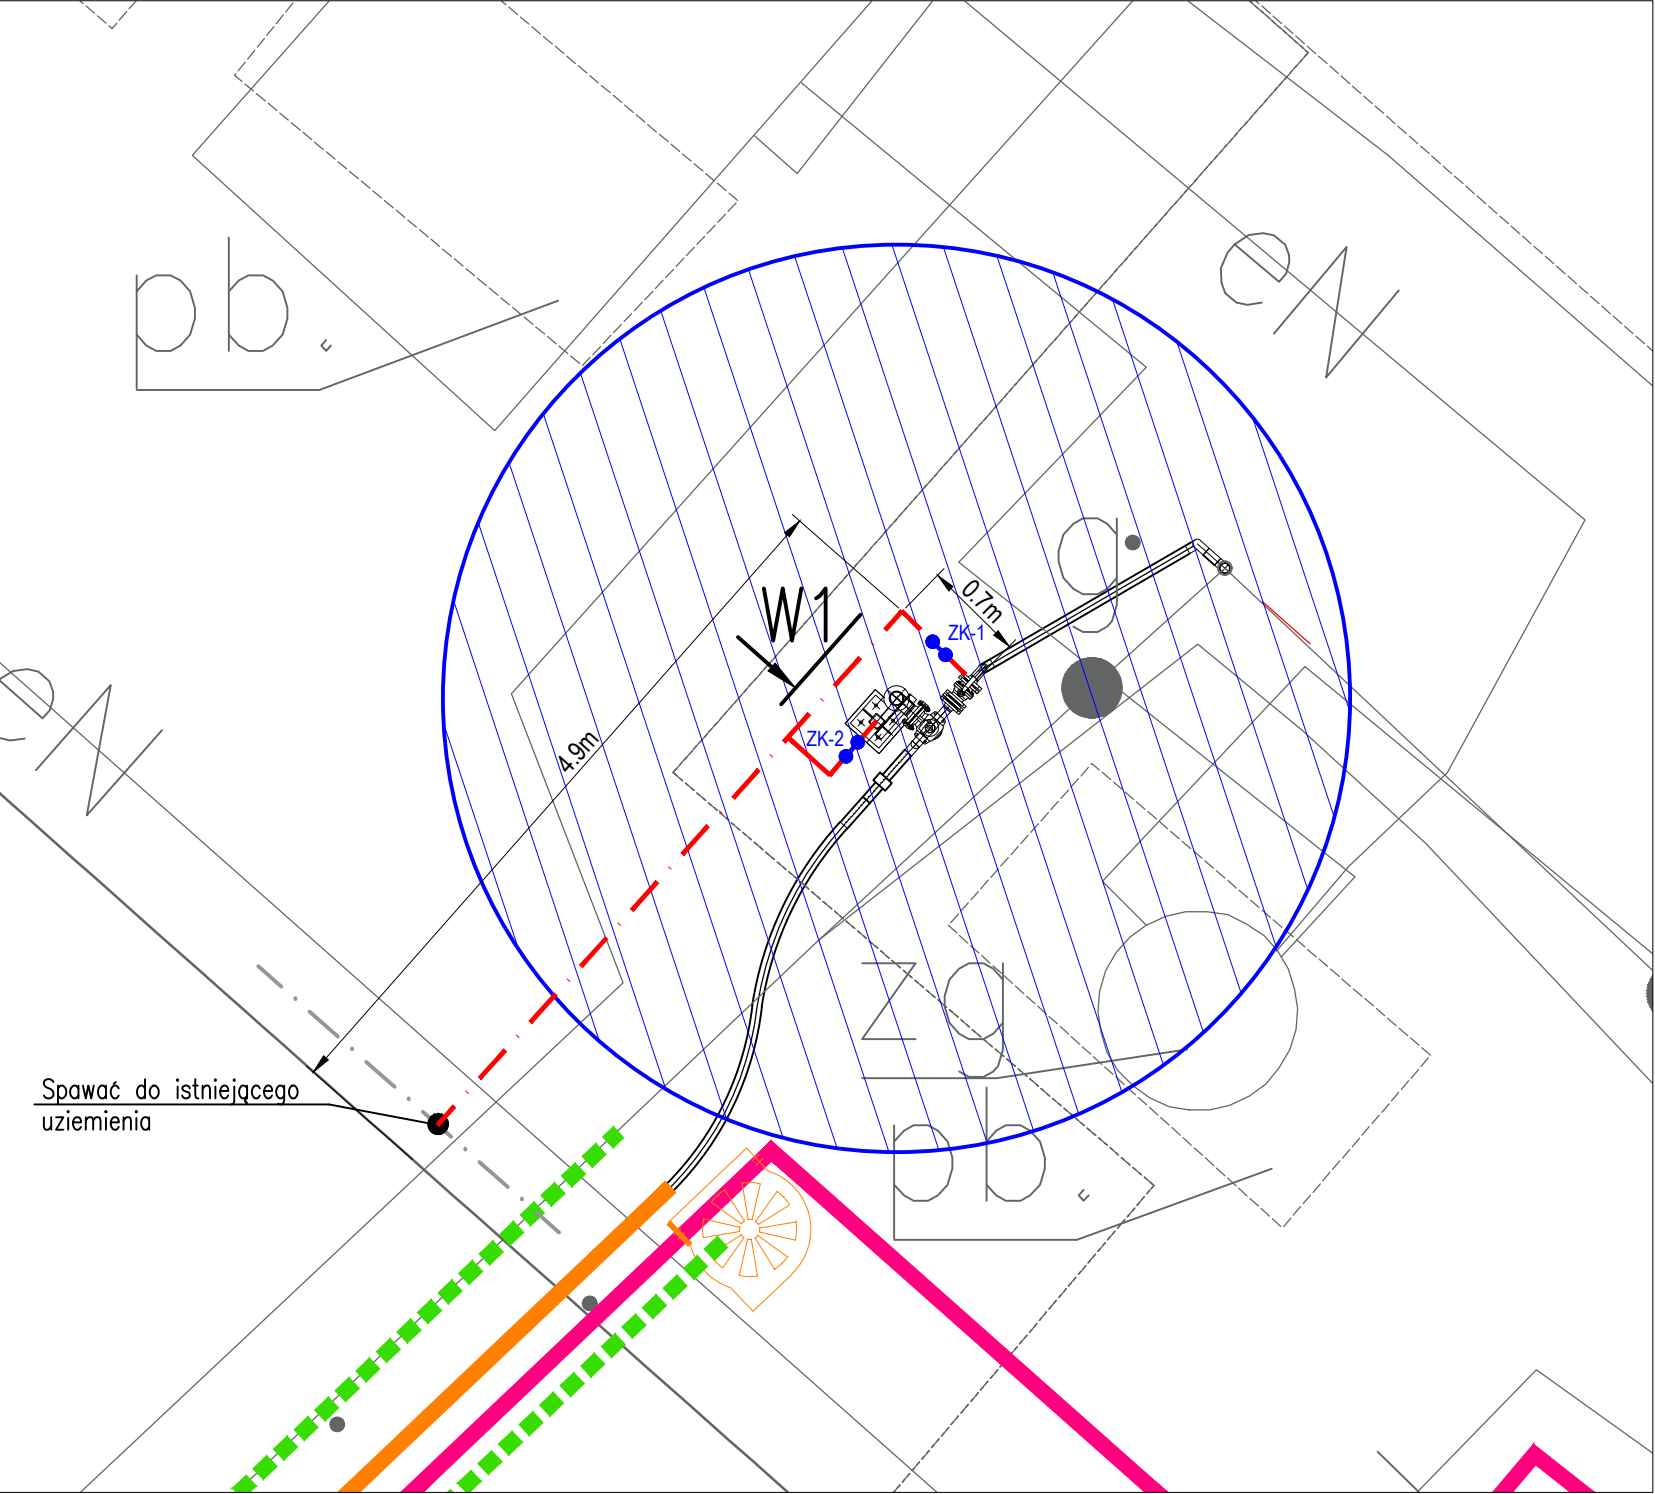 pb.
E
eN
g
W1
0.7m
ZK-1
ZK-2
4.9m
eN
zg
Spawać do istniejącego
uziemienia
pb
E